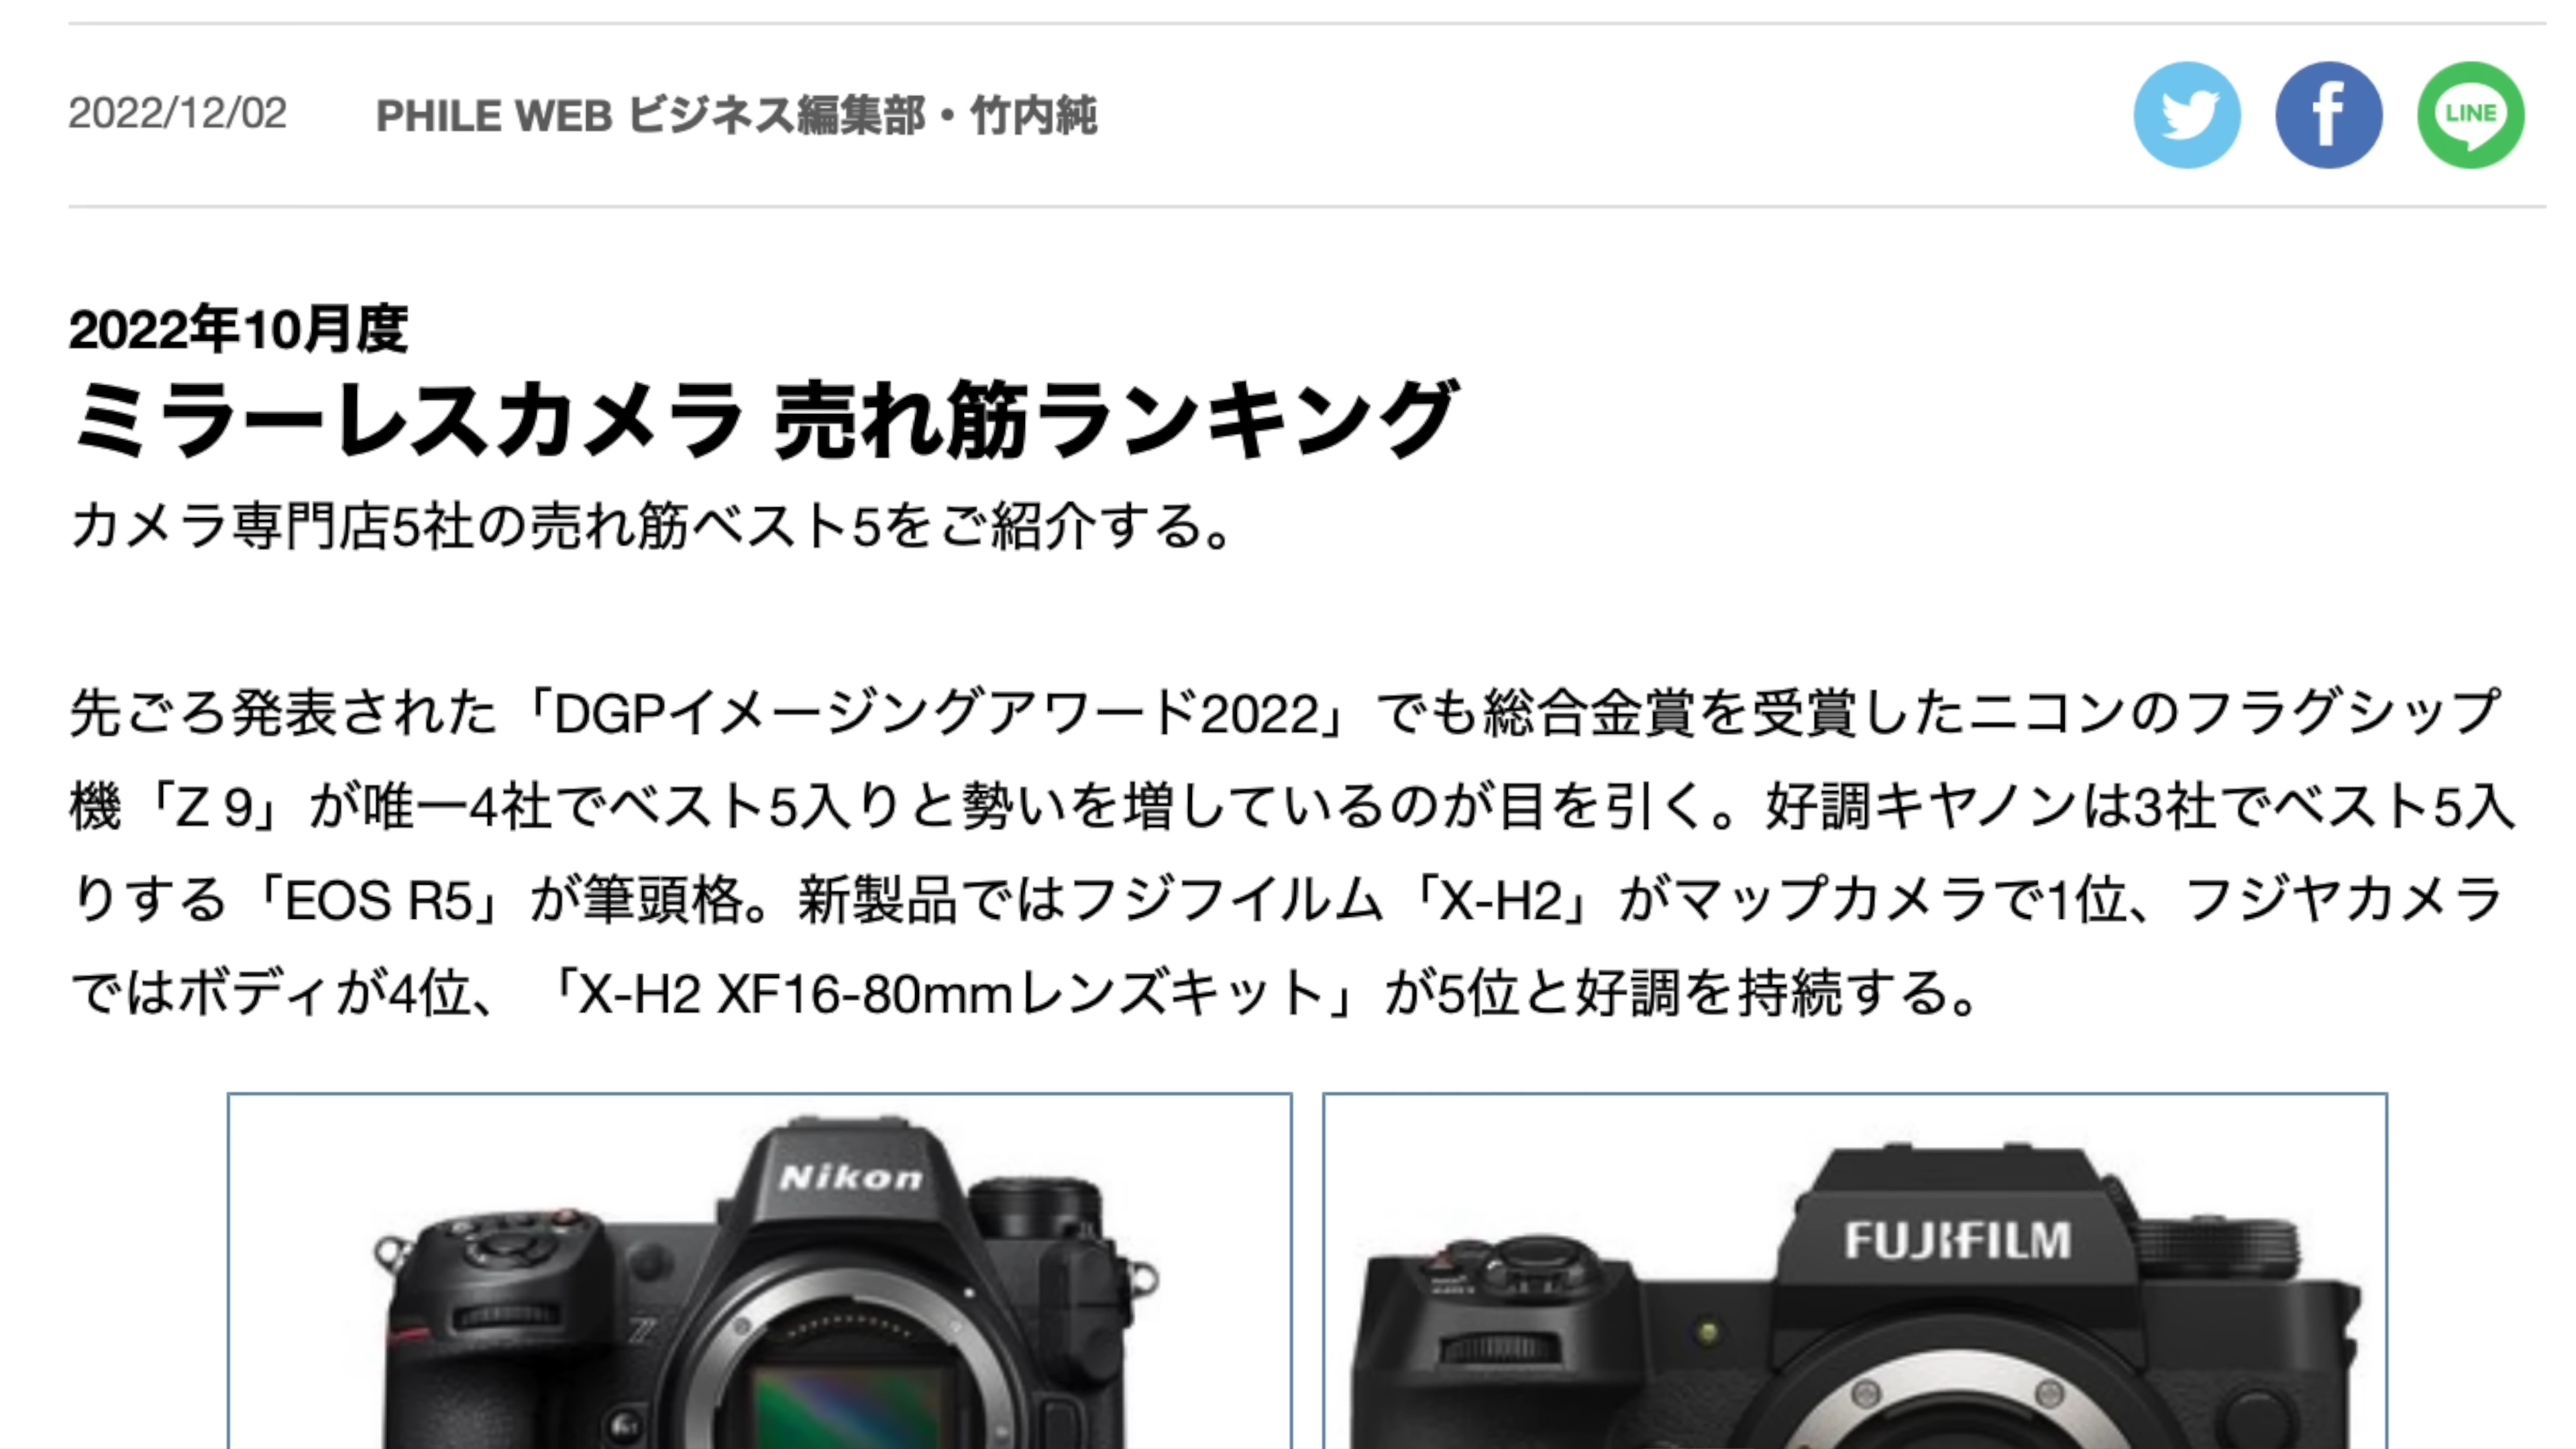 2022/12/02 PHILE WEB ビジネス編集部・竹内純
LINE
2022年10月度
ミラーレスカメラ 売れ筋ランキング
カメラ専門店5社の売れ筋ベスト5をご紹介する。
先ごろ発表された「DGPイメージングアワード2022」でも総合金賞を受賞したニコンのフラグシップ
機「Z 9」が唯一4社でベスト5入りと勢いを増しているのが目を引く。好調キヤノンは3社でベスト5入
りする「EOS R5」が筆頭格。新製品ではフジフイルム「X-H2」がマップカメラで1位、フジヤカメラ
ではボディが4位、「X-H2 XF16-80mmレンズキット」が5位と好調を持続する。
Nikon
Z
FUJIFILM